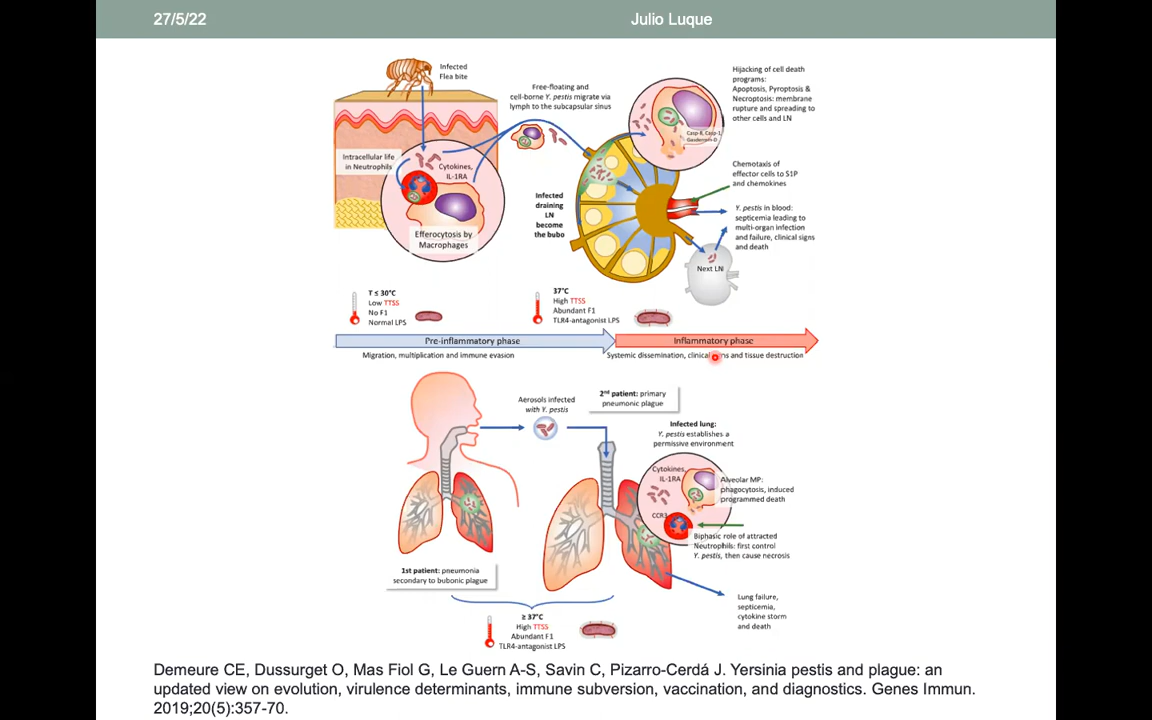 27/5/22
Julio Luque
Infected
Flea bite
Free-floating and
cell-borne Y. pestis migrate via
lymph to the subcapsular sinus
Hijacking of cell death
programs:
Apoptosis, Pyroptosis &
Necroptosis: membrane
rupture and spreading to
other cells and LN
Casp-8, Casp-1,
Gasdermin-D
Intracellular life
in Neutrophils
Cytokines,
IL-1RA
Efferocytosis by
Macrophages
Infected
draining
LN
become
the bubo
Chemotaxis of
effector cells to S1P
and chemokines
Y. pestis in blood:
septicemia leading to
multi-organ infection
and failure, clinical signs
and death
Next LN
T ≤ 30°C
Low TTSS
No F1
Normal LPS
37°C
High TTSS
Abundant F1
TLR4-antagonist LPS
Pre-inflammatory phase
Inflammatory phase
Migration, multiplication and immune evasion
Systemic dissemination, clinical and tissue destruction
Aerosols infected
with Y. pestis
2nd patient: primary
pneumonic plague
Infected lung:
Y. pestis establishes a
permissive environment
Cytokines,
IL-1RA
Alveolar MP:
phagocytosis, induced
programmed death
Biphasic role of attracted
Neutrophils: first control
Y. pestis, then cause necrosis
1st patient: pneumonia
secondary to bubonic plague
Lung failure,
septicemia,
cytokine storm
and death
≥ 37°C
High TTSS
Abundant F1
TLR4-antagonist LPS
Demeure CE, Dussurget O, Mas Fiol G, Le Guern A-S, Savin C, Pizarro-Cerdá J. Yersinia pestis and plague: an
updated view on evolution, virulence determinants, immune subversion, vaccination, and diagnostics. Genes Immun.
2019;20(5):357-70.